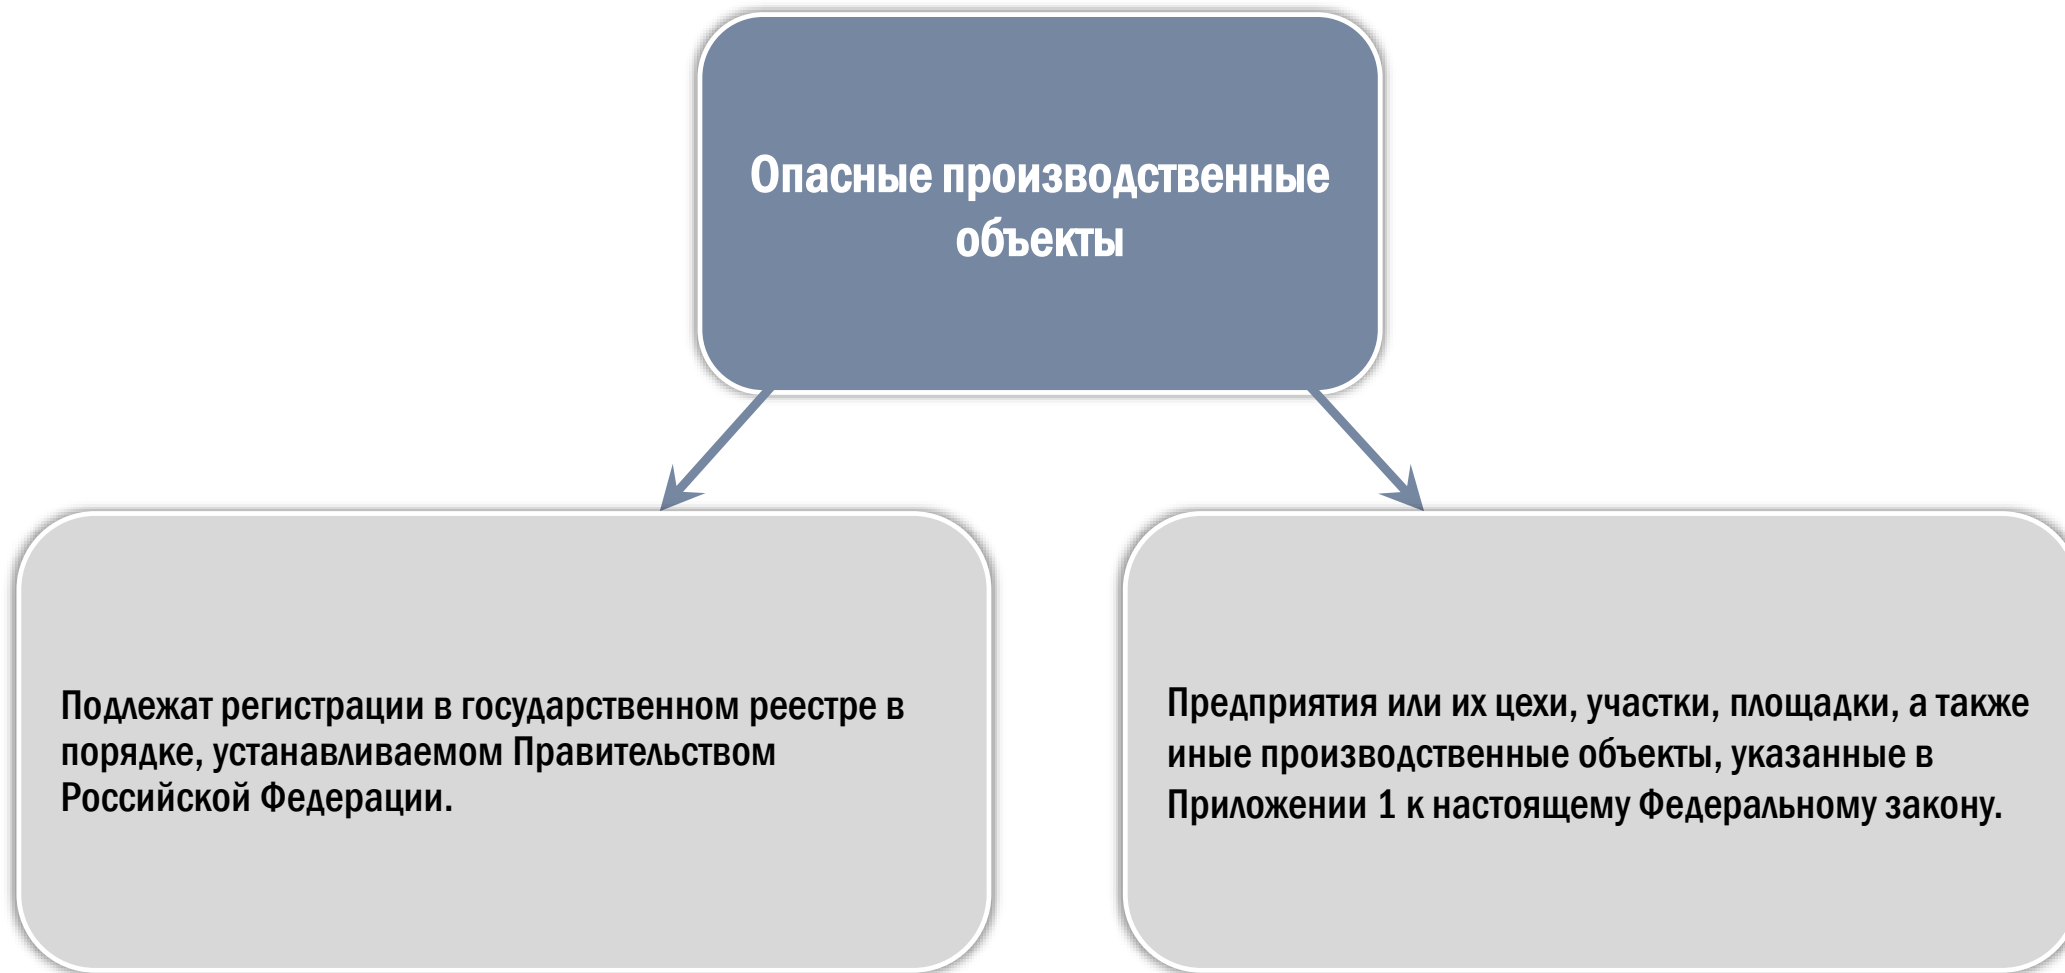 Опасные производственные
объекты
Подлежат регистрации в государственном реестре в
порядке, устанавливаемом Правительством
Российской Федерации.
Предприятия или их цехи, участки, площадки, а также
иные производственные объекты, указанные в
Приложении 1 к настоящему Федеральному закону.